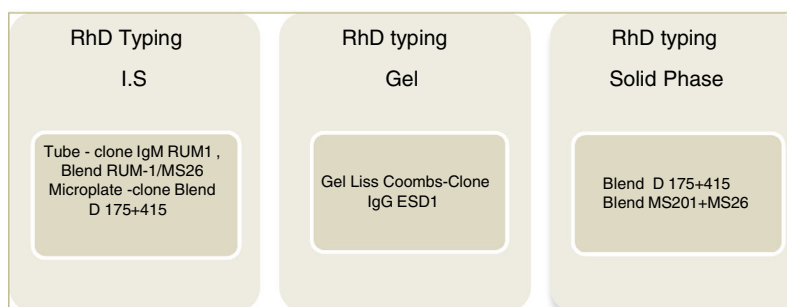 RhD Typing
I.S
Tube - clone IgM RUM1 ,
Blend RUM-1/MS26
Microplate -clone Blend
D 175+415
RhD typing
Gel
Gel Liss Coombs-Clone
IgG ESD1
RhD typing
Solid Phase
Blend D 175+415
Blend MS201+MS26